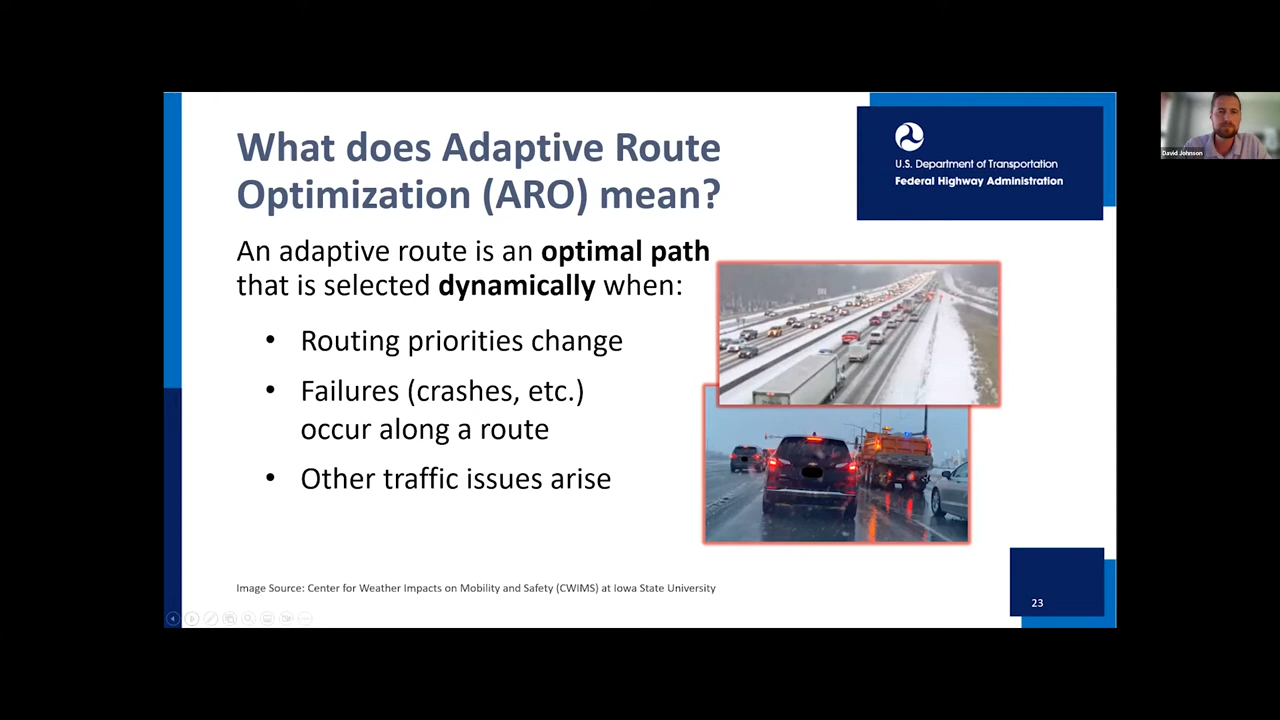 What does Adaptive Route
Optimization (ARO) mean?
U.S. Department of Transportation
Federal Highway Administration
David Johnson
An adaptive route is an optimal path
that is selected dynamically when:
• Routing priorities change
• Failures (crashes, etc.)
occur along a route
• Other traffic issues arise
Image Source: Center for Weather Impacts on Mobility and Safety (CWIMS) at Iowa State University
23